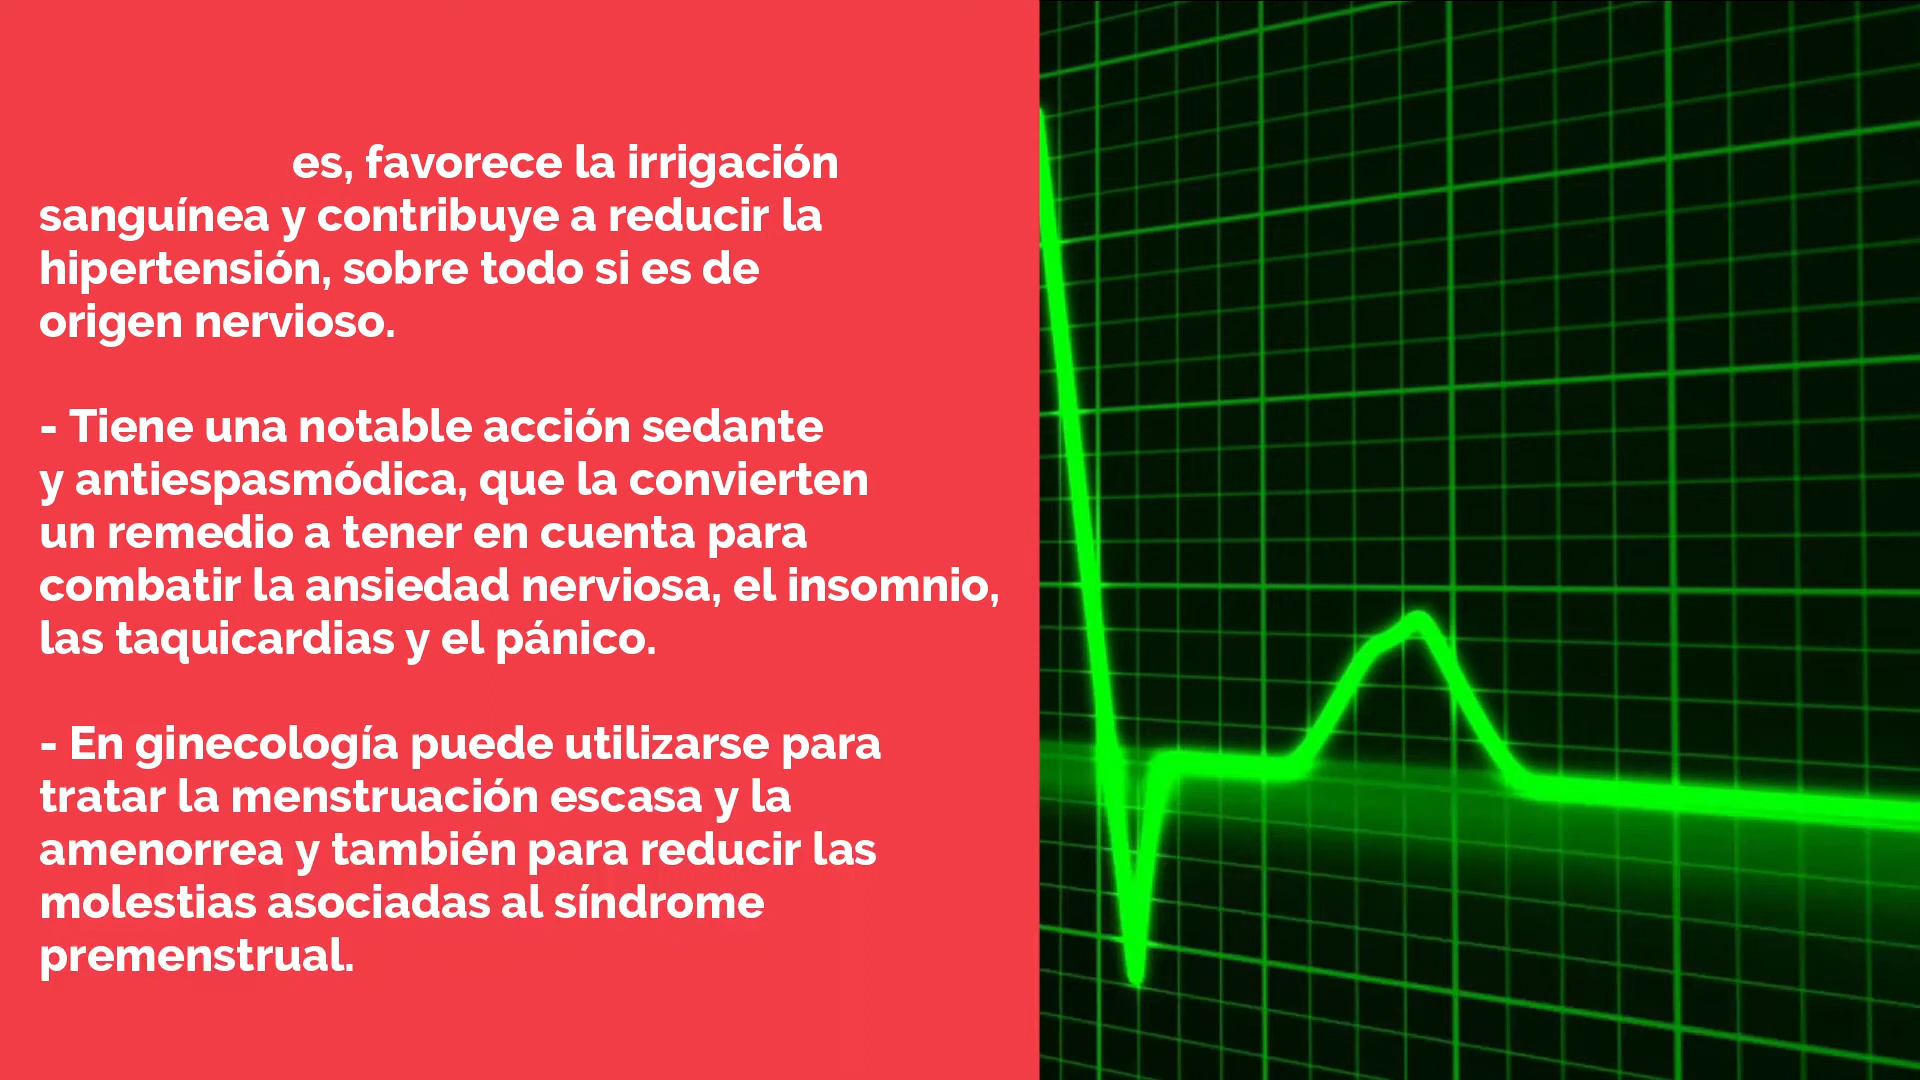 es, favorece la irrigación
sanguínea y contribuye a reducir la
hipertensión, sobre todo si es de
origen nervioso.
- Tiene una notable acción sedante
y antiespasmódica, que la convierten
un remedio a tener en cuenta para
combatir la ansiedad nerviosa, el insomnio,
las taquicardias y el pánico.
- En ginecología puede utilizarse para
tratar la menstruación escasa y la
amenorrea y también para reducir las
molestias asociadas al síndrome
premenstrual.